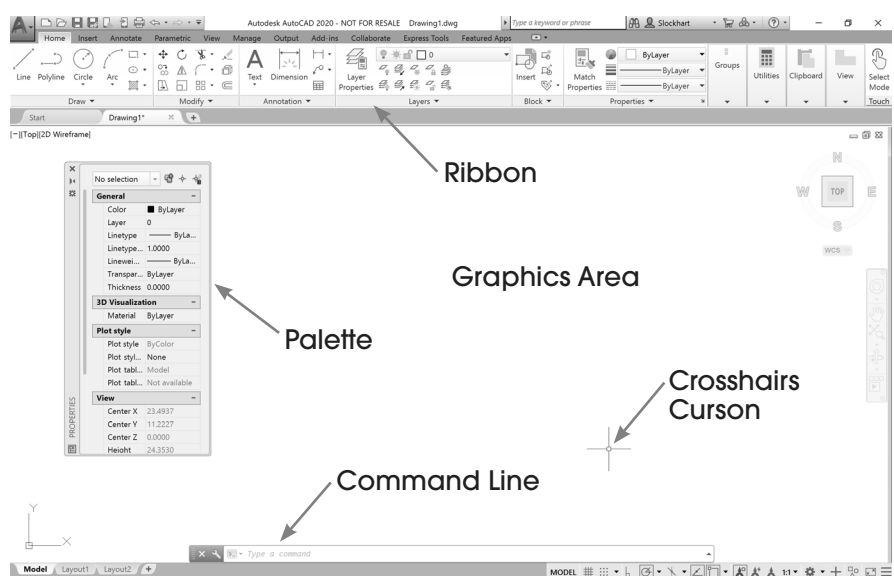 Autodesk AutoCAD 2020 - NOT FOR RESALE Drawing1.dwg
Type a keyword or phrase
Slockhart
Home Insert Annotate Parametric View Manage Output Add-ins Collaborate Express Tools Featured Apps
0
ByLayer
ByLayer
ByLayer
Line Polyline Circle Arc
Text Dimension
Layer Properties
Insert
Match Properties
Groups
Utilities
Clipboard
View
Select Mode
Draw Modify Annotation Layers Block Properties Touch
Start Drawing1*
[−][Top][2D Wireframe]
Ribbon
N
W TOP E
S
WCS
Graphics Area
Palette
Crosshairs
Curson
Command Line
No selection
General
Color ByLayer
Layer 0
Linetype ByLa...
Linetype... 1.0000
Linewei... ByLa...
Transpar... ByLayer
Thickness 0.0000
3D Visualization
Material ByLayer
Plot style
Plot style ByColor
Plot styl... None
Plot tabl... Model
Plot tabl... Not available
View
Center X 23.4937
Center Y 11.2227
Center Z 0.0000
Height 24.3530
PROPERTIES
Y
X
Type a command
Model Layout1 Layout2 +
MODEL 1:1